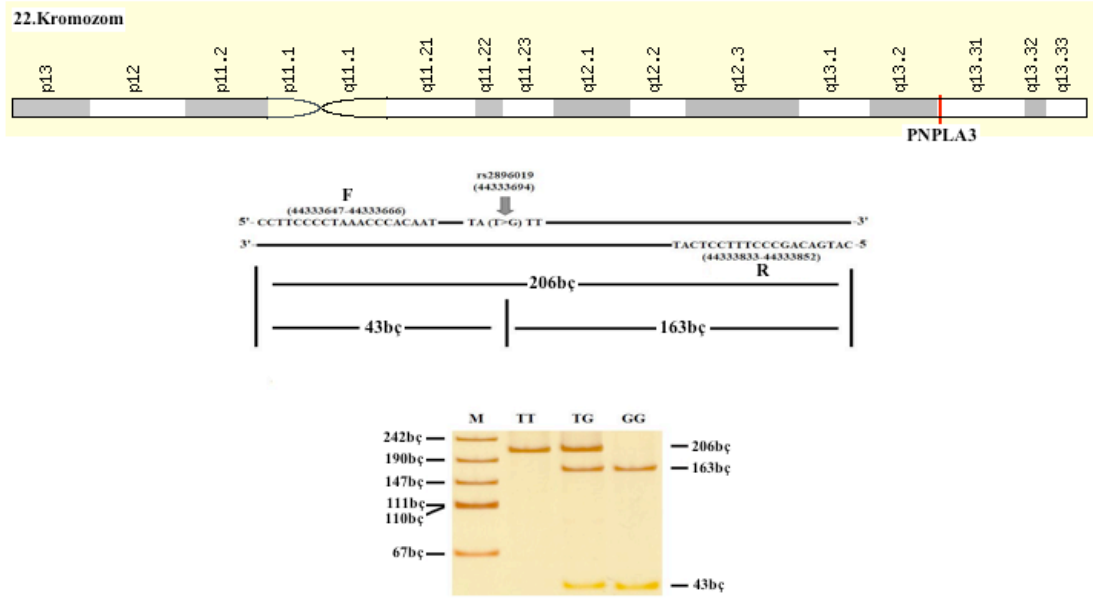 22.Kromozom
p13 p12 p11.2 p11.1 q11.1 q11.21 q11.22 q11.23 q12.1 q12.2 q12.3 q13.1 q13.2 q13.31 q13.32 q13.33
PNPLA3
rs2896019
(44333694)
F
(44333647-44333666)
5'- CCTTCCCCTAAACCCACAAT TA (T>G) TT -3'
3'- TACTCCTTTCCCGACAGTAC -5
(44333833-44333852)
R
206bç
43bç 163bç
M TT TG GG
242bç 206bç
190bç 163bç
147bç
111bç
110bç
67bç
43bç